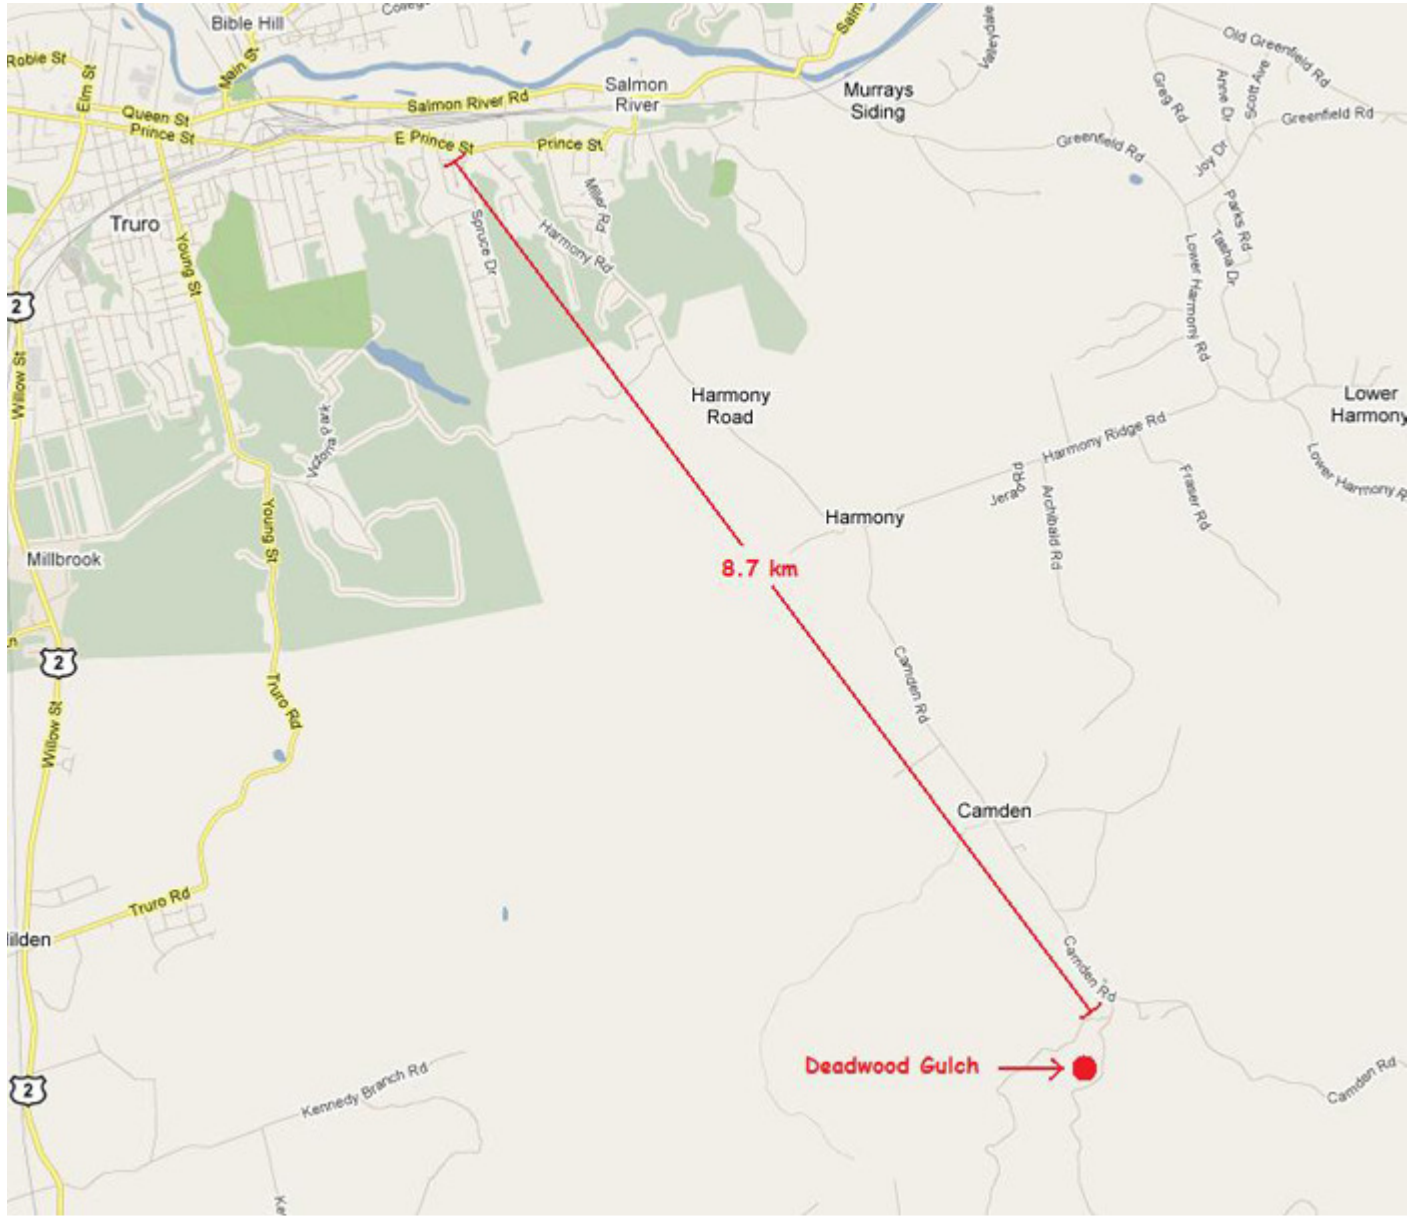 Bible Hill
Robie St
Elm St
Main St
Salmon River Rd
Salmon
River
Murrays
Siding
Old Greenfield Rd
Greg Rd
Anne Dr
Scott Ave
Greenfield Rd
Greenfield Rd
Joy Dr
Queen St
Prince St
E Prince St
Prince St
Truro
Young St
Spruce Dr
Harmony Rd
Miller Rd
Parks Rd
Tasha Dr
Lower Harmony Rd
2
Willow St
Harmony
Road
Lower
Harmony
Victoria Park
Harmony Ridge Rd
Archibald Rd
Fraser Rd
Lower Harmony R
Harmony
Young St
Millbrook
8.7 km
2
Willow St
Truro Rd
Camden Rd
Camden
Truro Rd
ilden
Camden Rd
Deadwood Gulch
Camden Rd
2
Kennedy Branch Rd
Ke